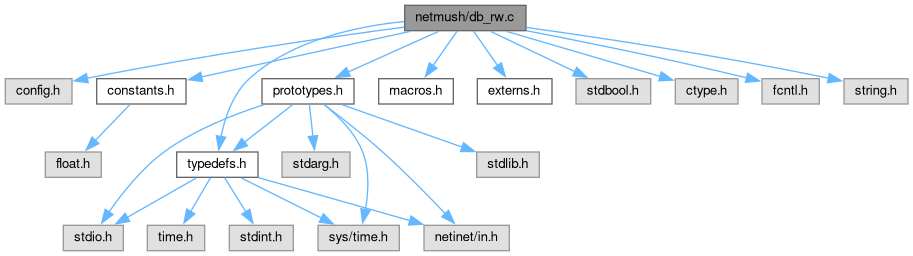 netmush/db_rw.c
config.h
constants.h
prototypes.h
macros.h
externs.h
stdbool.h
ctype.h
fcntl.h
string.h
float.h
typedefs.h
stdarg.h
stdlib.h
stdio.h
time.h
stdint.h
sys/time.h
netinet/in.h